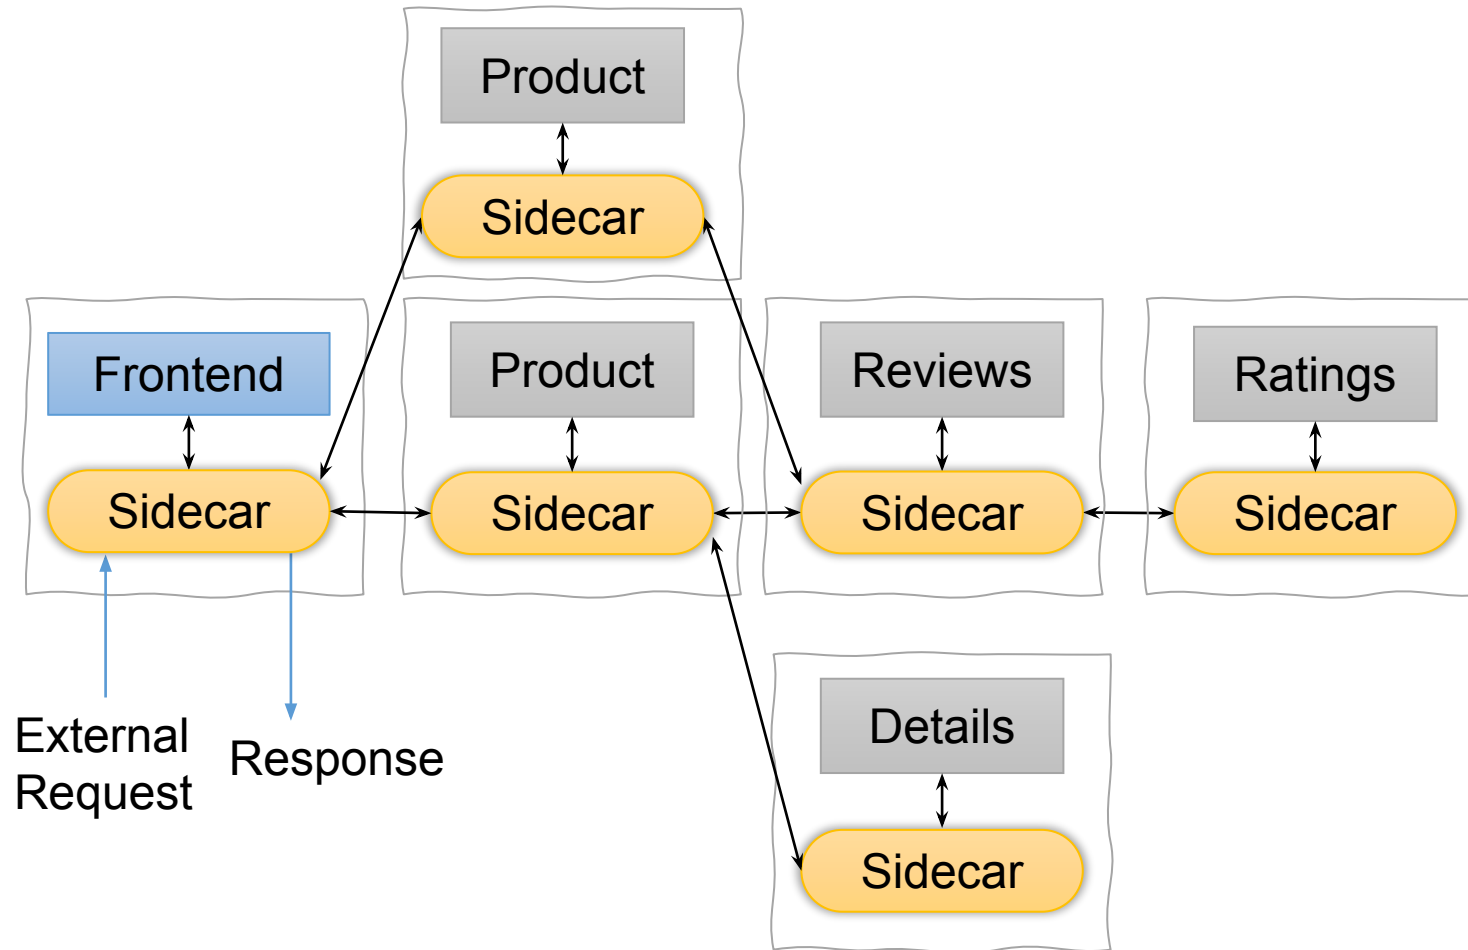 Product
Sidecar
Frontend
Product
Reviews
Ratings
Sidecar
Sidecar
Sidecar
Sidecar
External
Request
Response
Details
Sidecar